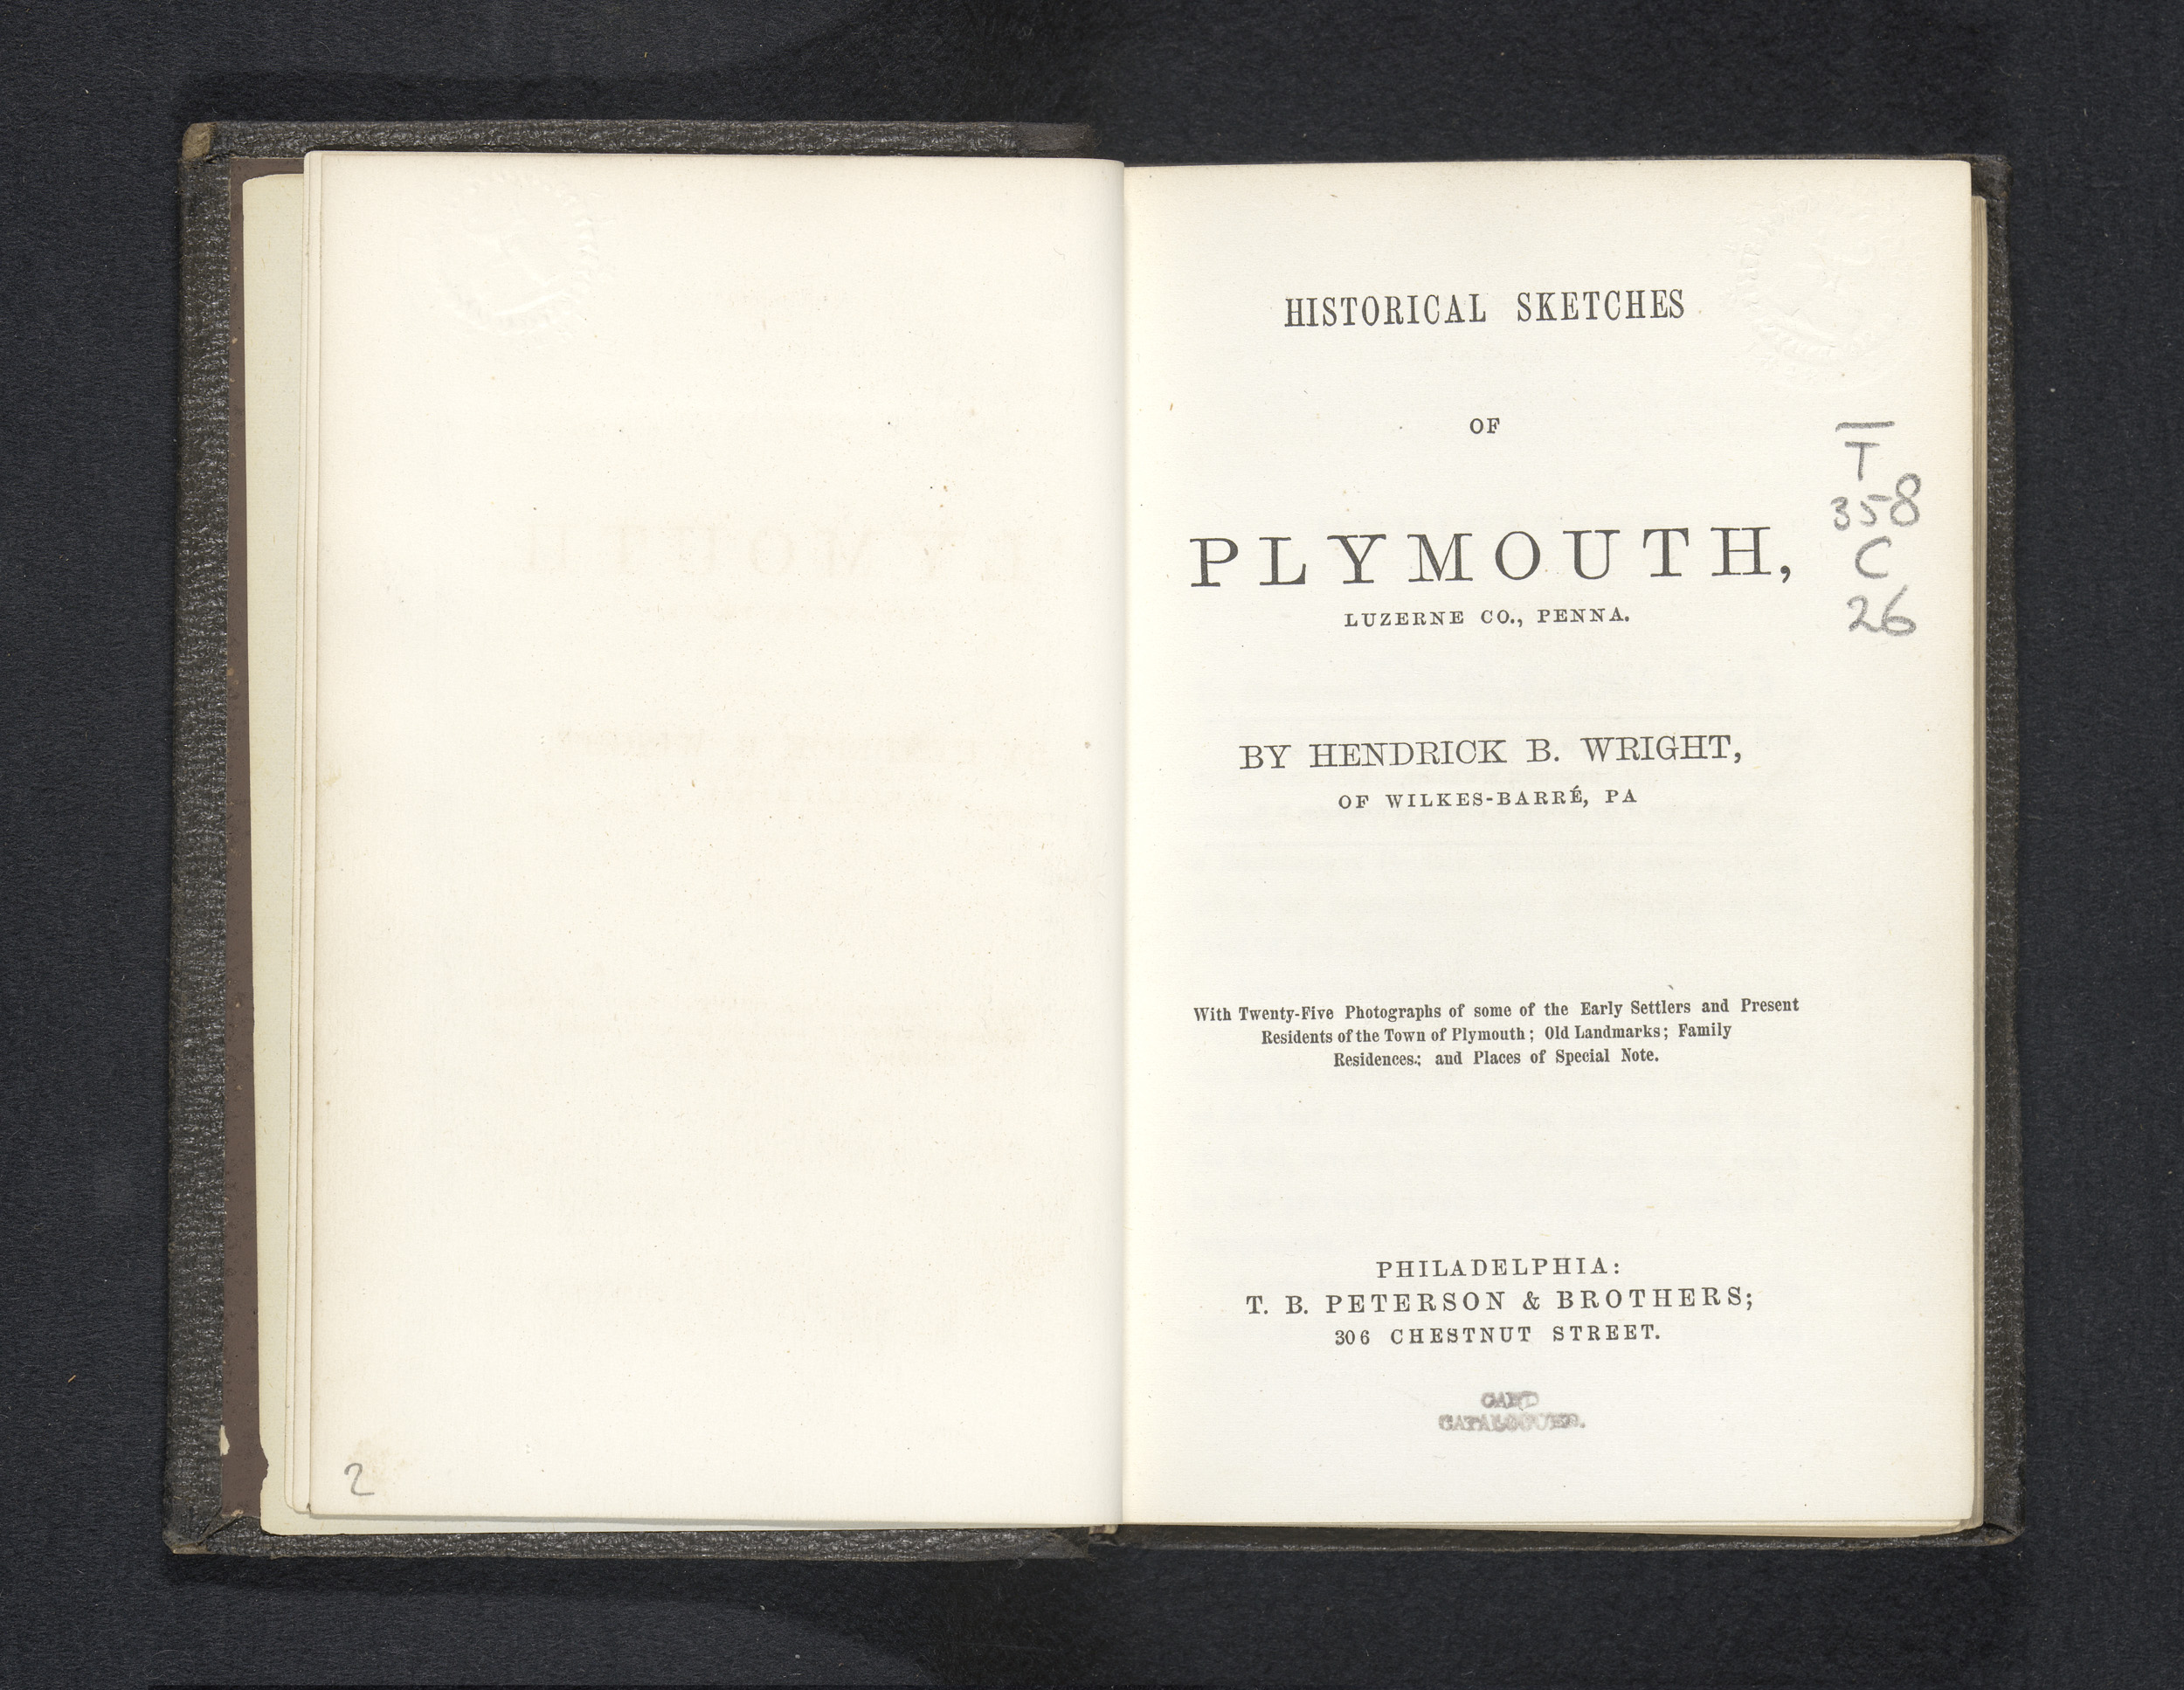 HISTORICAL SKETCHES
OF
PLYMOUTH,
LUZERNE CO., PENNA.
BY HENDRICK B. WRIGHT,
OF WILKES-BARRÉ, PA
With Twenty-Five Photographs of some of the Early Settlers and Present
Residents of the Town of Plymouth; Old Landmarks; Family
Residences.; and Places of Special Note.
PHILADELPHIA:
T. B. PETERSON & BROTHERS;
306 CHESTNUT STREET.
CARD
CATALOGUED.
T
358
C
26
2